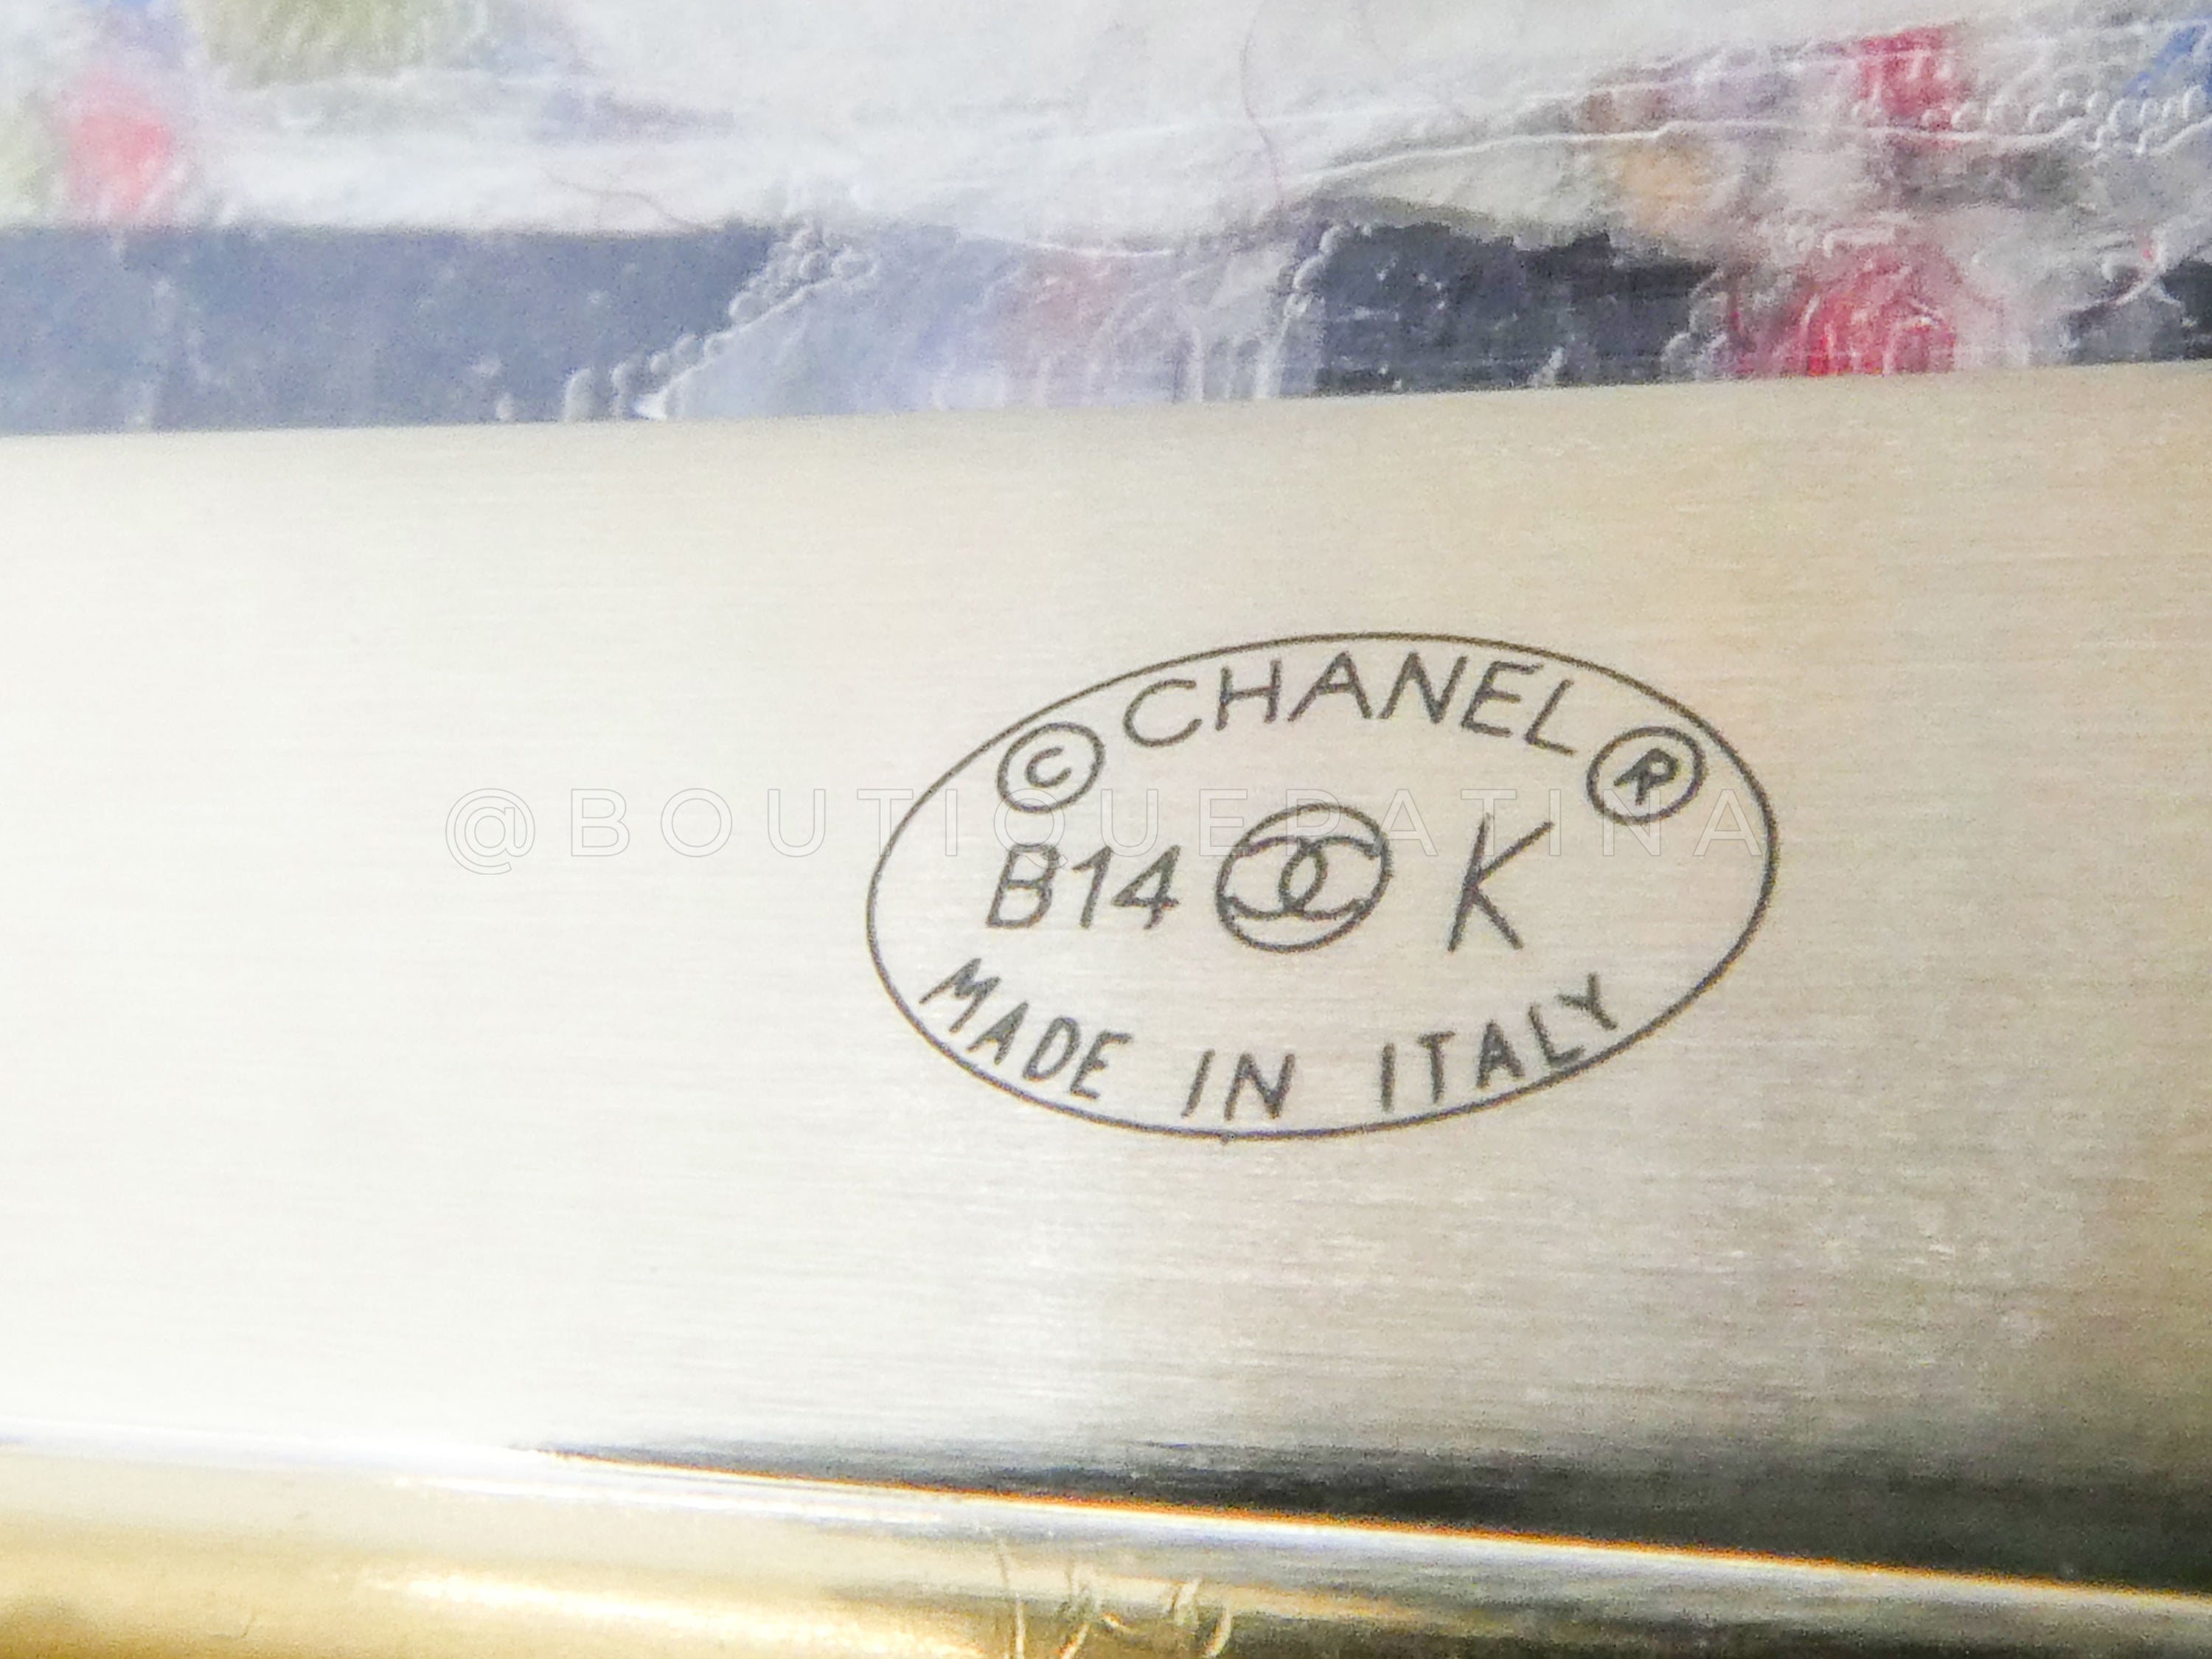 © CHANEL ®
B14 K
MADE IN ITALY
@BOUTIQUEPATINA